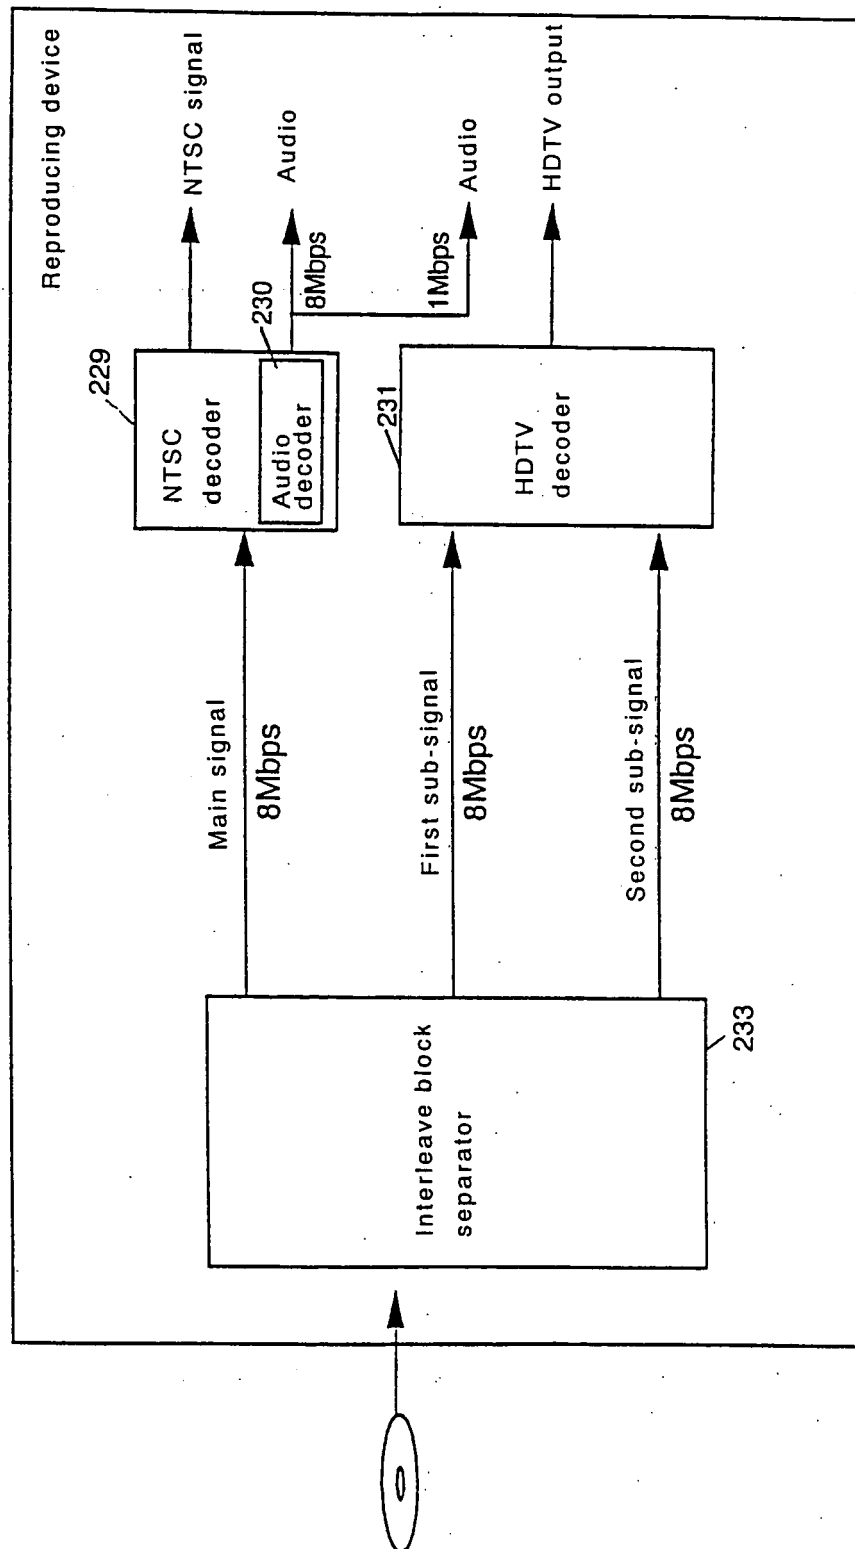 Reproducing device
229
NTSC
decoder
230
Audio
decoder
NTSC signal
Audio
8Mbps
1Mbps
Audio
231
HDTV
decoder
HDTV output
Main signal
8Mbps
First sub-signal
8Mbps
Second sub-signal
8Mbps
Interleave block
separator
233